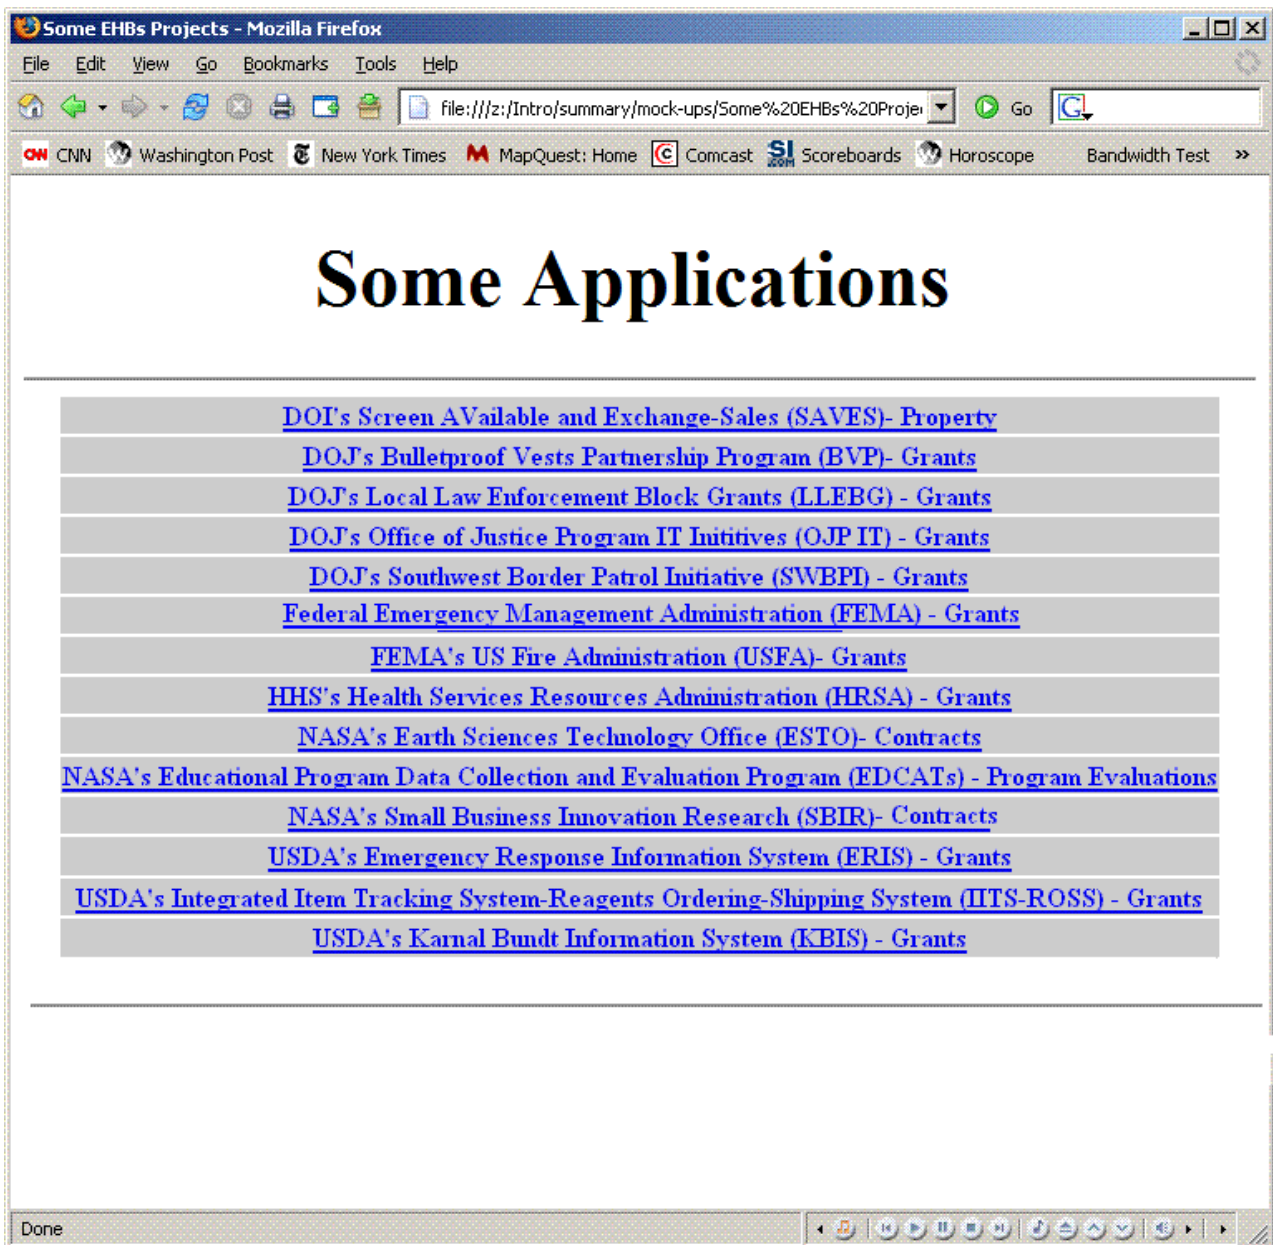 Some EHBs Projects - Mozilla Firefox
File Edit View Go Bookmarks Tools Help
file:///z:/Intro/summary/mock-ups/Some%20EHBs%20Proje Go G
CNN Washington Post New York Times MapQuest: Home Comcast SI.COM Scoreboards Horoscope Bandwidth Test »
Some Applications
DOI's Screen AVailable and Exchange-Sales (SAVES)- Property
DOJ's Bulletproof Vests Partnership Program (BVP)- Grants
DOJ's Local Law Enforcement Block Grants (LLEBG) - Grants
DOJ's Office of Justice Program IT Inititives (OJP IT) - Grants
DOJ's Southwest Border Patrol Initiative (SWBPI) - Grants
Federal Emergency Management Administration (FEMA) - Grants
FEMA's US Fire Administration (USFA)- Grants
HHS's Health Services Resources Administration (HRSA) - Grants
NASA's Earth Sciences Technology Office (ESTO)- Contracts
NASA's Educational Program Data Collection and Evaluation Program (EDCATs) - Program Evaluations
NASA's Small Business Innovation Research (SBIR)- Contracts
USDA's Emergency Response Information System (ERIS) - Grants
USDA's Integrated Item Tracking System-Reagents Ordering-Shipping System (IITS-ROSS) - Grants
USDA's Karnal Bundt Information System (KBIS) - Grants
Done